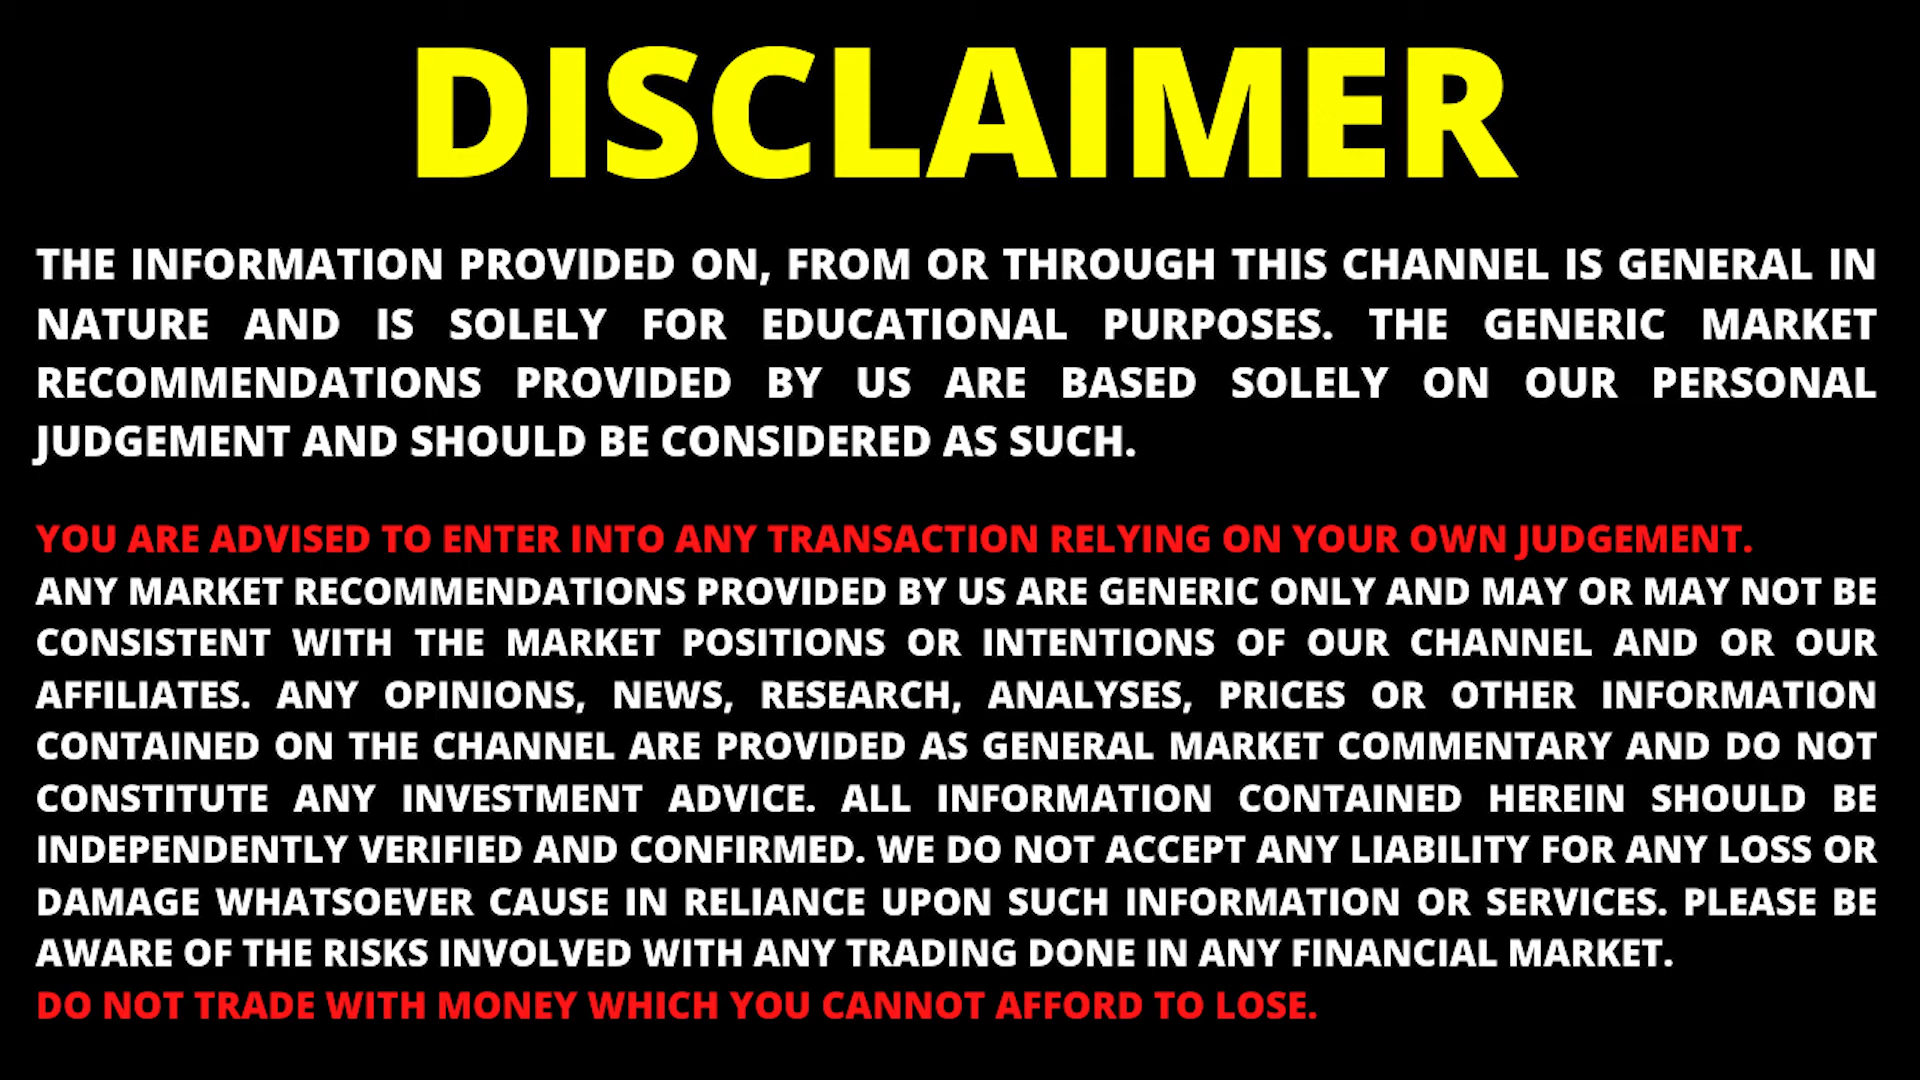 DISCLAIMER
THE INFORMATION PROVIDED ON, FROM OR THROUGH THIS CHANNEL IS GENERAL IN
NATURE AND IS SOLELY FOR EDUCATIONAL PURPOSES. THE GENERIC MARKET
RECOMMENDATIONS PROVIDED BY US ARE BASED SOLELY ON OUR PERSONAL
JUDGEMENT AND SHOULD BE CONSIDERED AS SUCH.
YOU ARE ADVISED TO ENTER INTO ANY TRANSACTION RELYING ON YOUR OWN JUDGEMENT.
ANY MARKET RECOMMENDATIONS PROVIDED BY US ARE GENERIC ONLY AND MAY OR MAY NOT BE
CONSISTENT WITH THE MARKET POSITIONS OR INTENTIONS OF OUR CHANNEL AND OR OUR
AFFILIATES. ANY OPINIONS, NEWS, RESEARCH, ANALYSES, PRICES OR OTHER INFORMATION
CONTAINED ON THE CHANNEL ARE PROVIDED AS GENERAL MARKET COMMENTARY AND DO NOT
CONSTITUTE ANY INVESTMENT ADVICE. ALL INFORMATION CONTAINED HEREIN SHOULD BE
INDEPENDENTLY VERIFIED AND CONFIRMED. WE DO NOT ACCEPT ANY LIABILITY FOR ANY LOSS OR
DAMAGE WHATSOEVER CAUSE IN RELIANCE UPON SUCH INFORMATION OR SERVICES. PLEASE BE
AWARE OF THE RISKS INVOLVED WITH ANY TRADING DONE IN ANY FINANCIAL MARKET.
DO NOT TRADE WITH MONEY WHICH YOU CANNOT AFFORD TO LOSE.